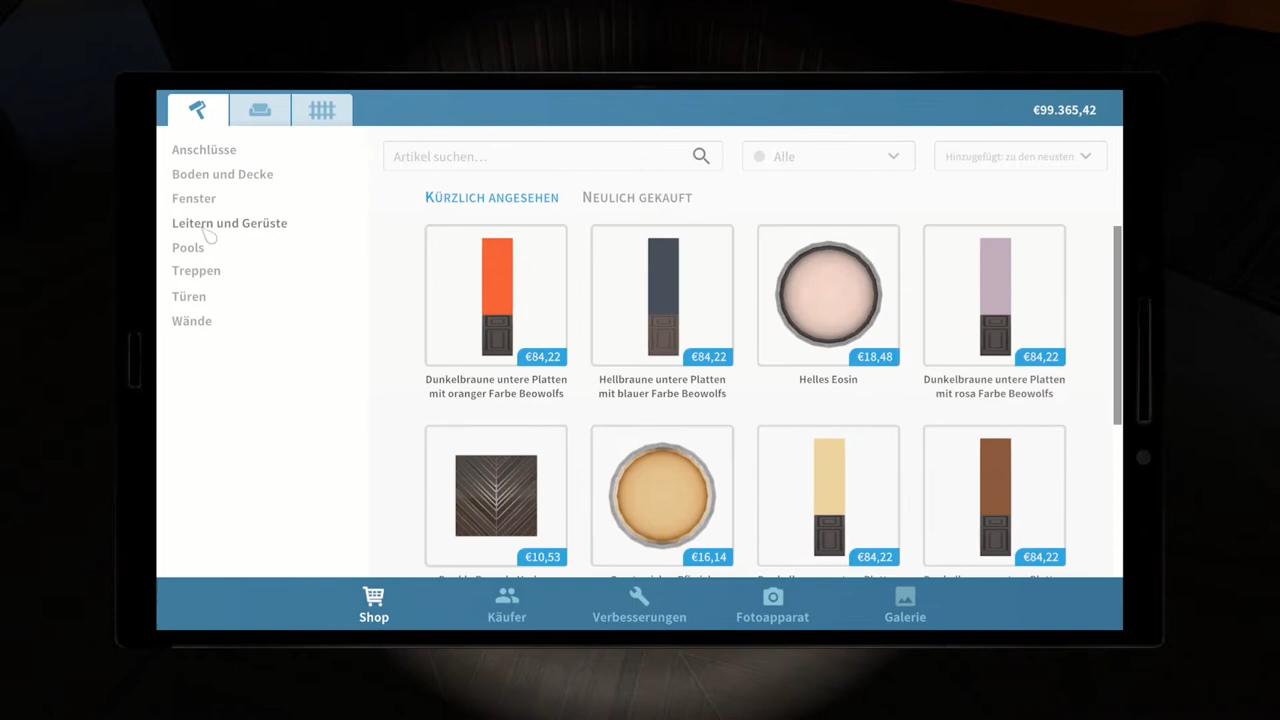 €99.365,42
Anschlüsse
Boden und Decke
Fenster
Leitern und Gerüste
Pools
Treppen
Türen
Wände
Artikel suchen...
Alle
Hinzugefügt: zu den neusten
KÜRZLICH ANGESEHEN
NEULICH GEKAUFT
€84,22
Dunkelbraune untere Platten
mit oranger Farbe Beowolfs
€84,22
Hellbraune untere Platten
mit blauer Farbe Beowolfs
€18,48
Helles Eosin
€84,22
Dunkelbraune untere Platten
mit rosa Farbe Beowolfs
€10,53
€16,14
€84,22
€84,22
Shop
Käufer
Verbesserungen
Fotoapparat
Galerie